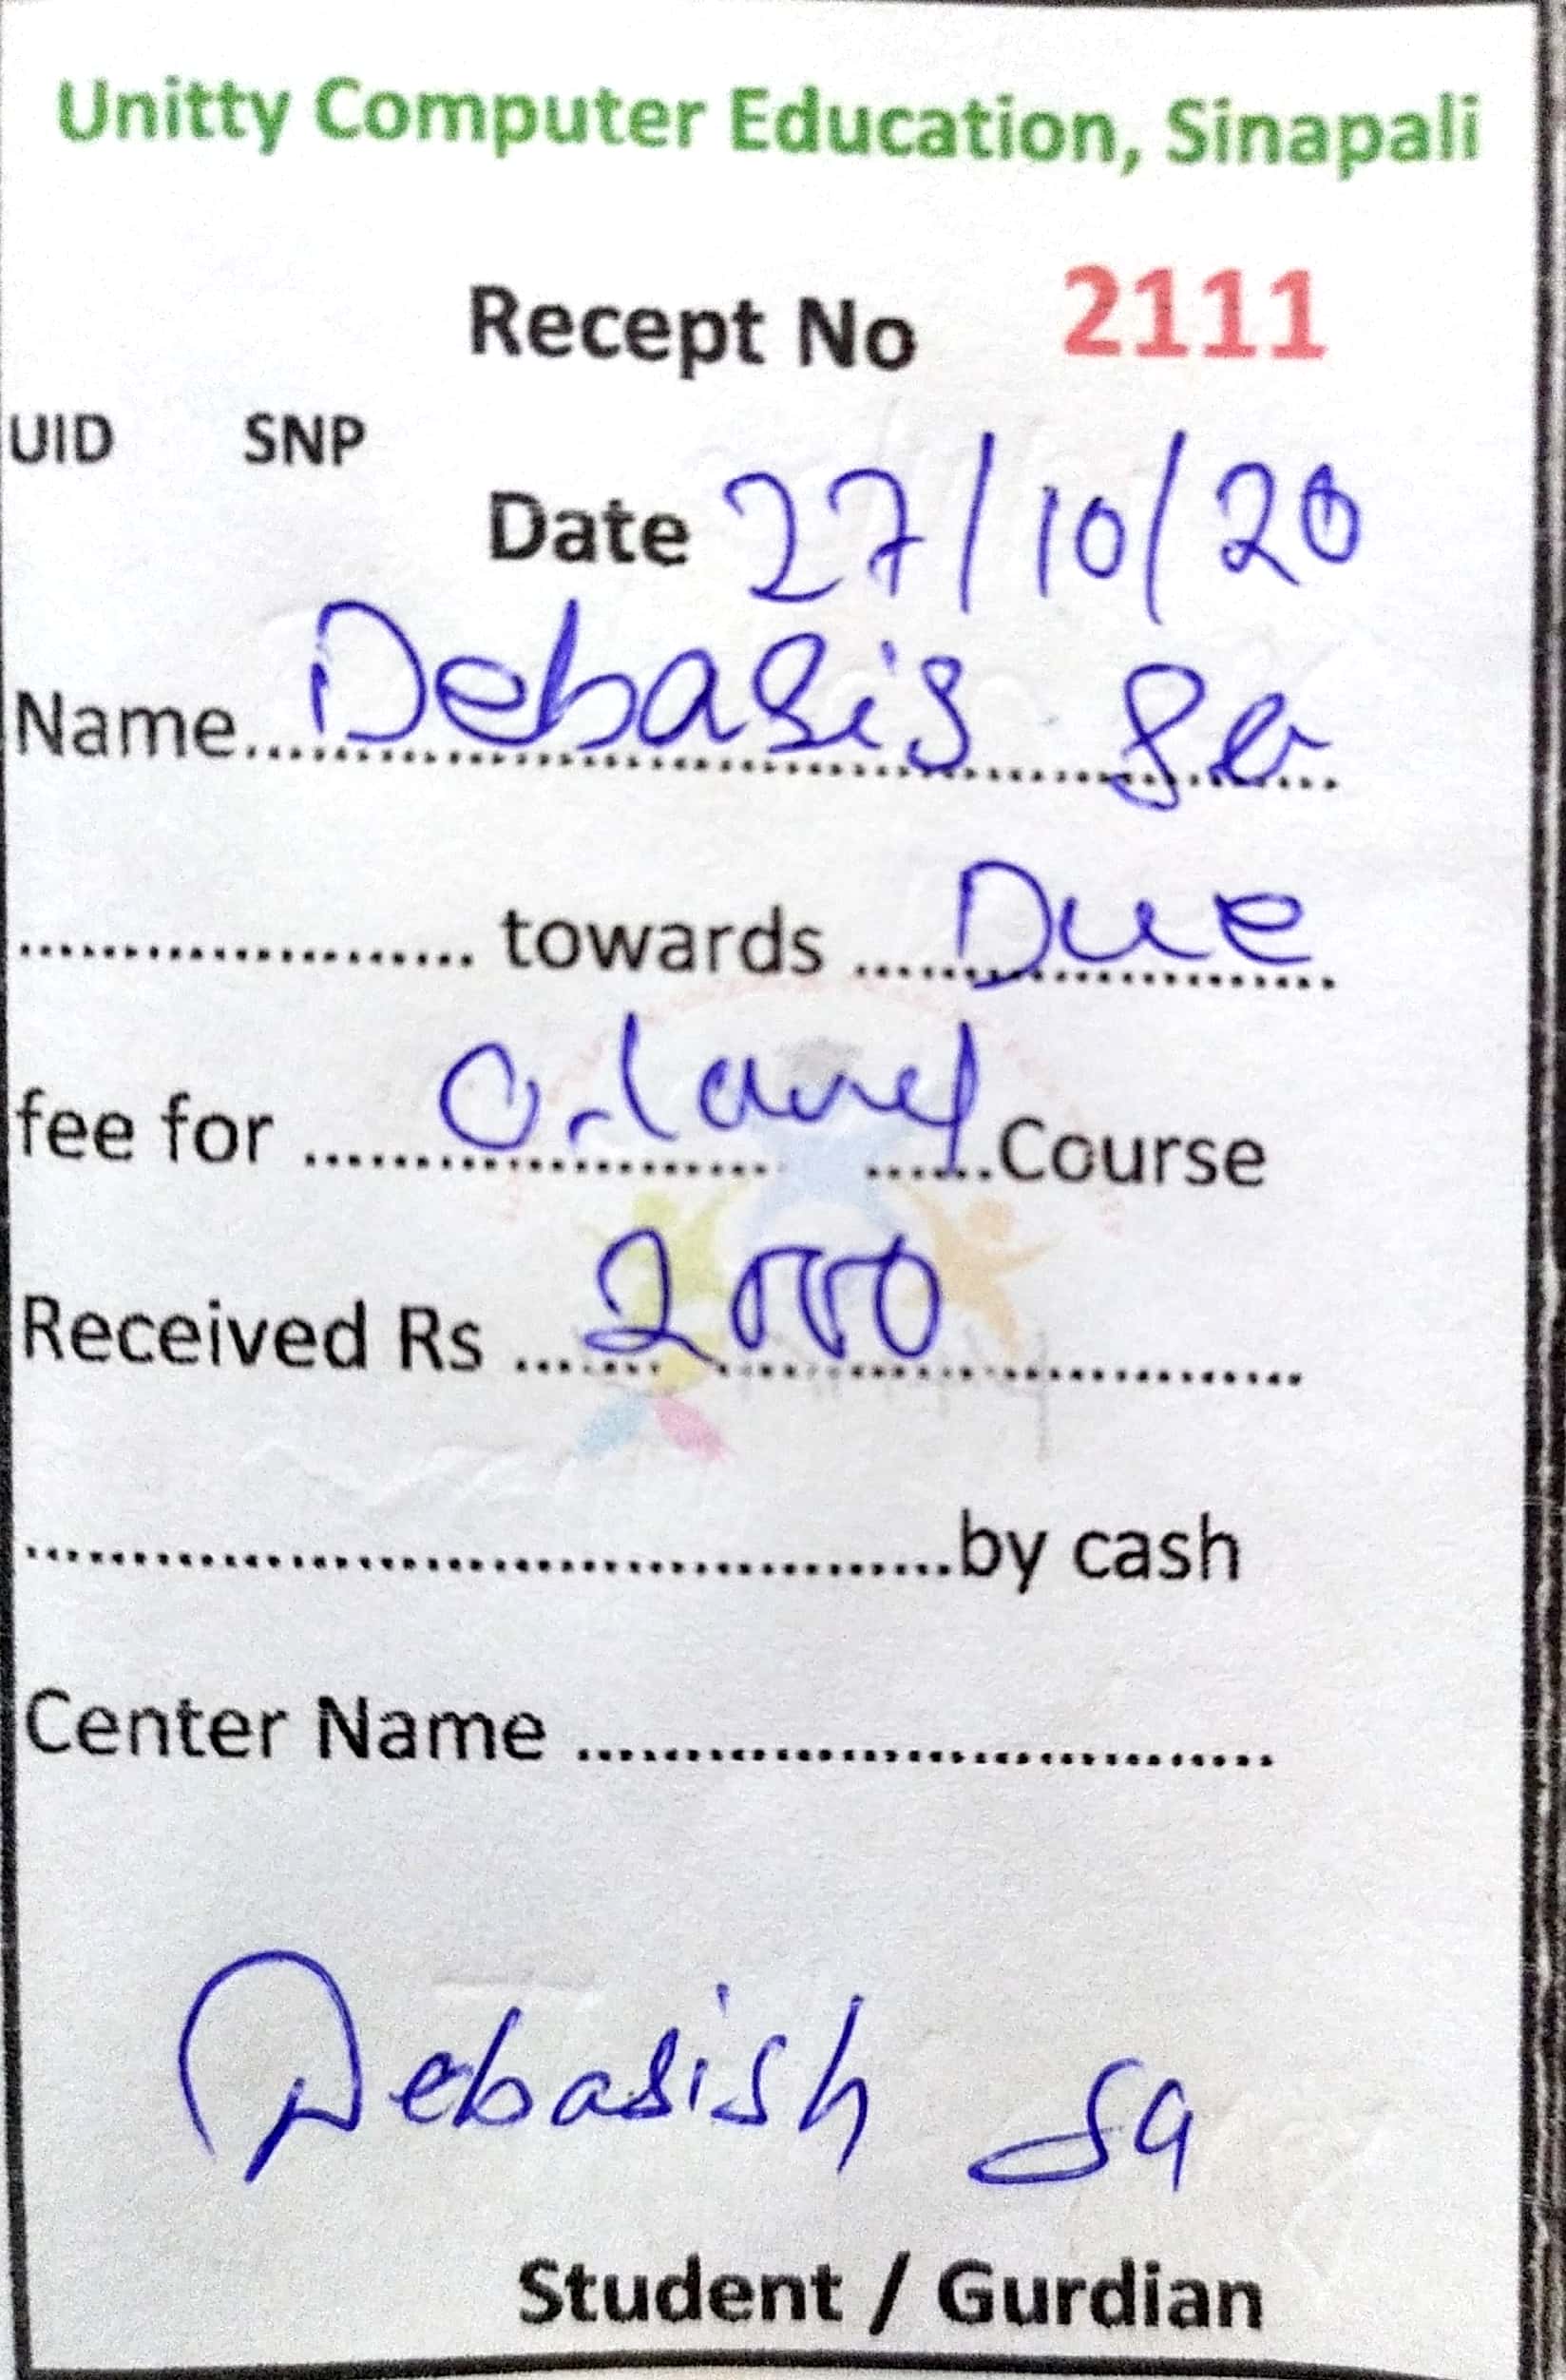 Unitty Computer Education, Sinapali
Recept No 2111
UID SNP
Date 27/10/20
Name.... Debasis Sa
.................... towards .... Due
fee for .... Course
Received Rs .... 2000
....................by cash
Center Name ....................
Debasish Sa
Student / Gurdian